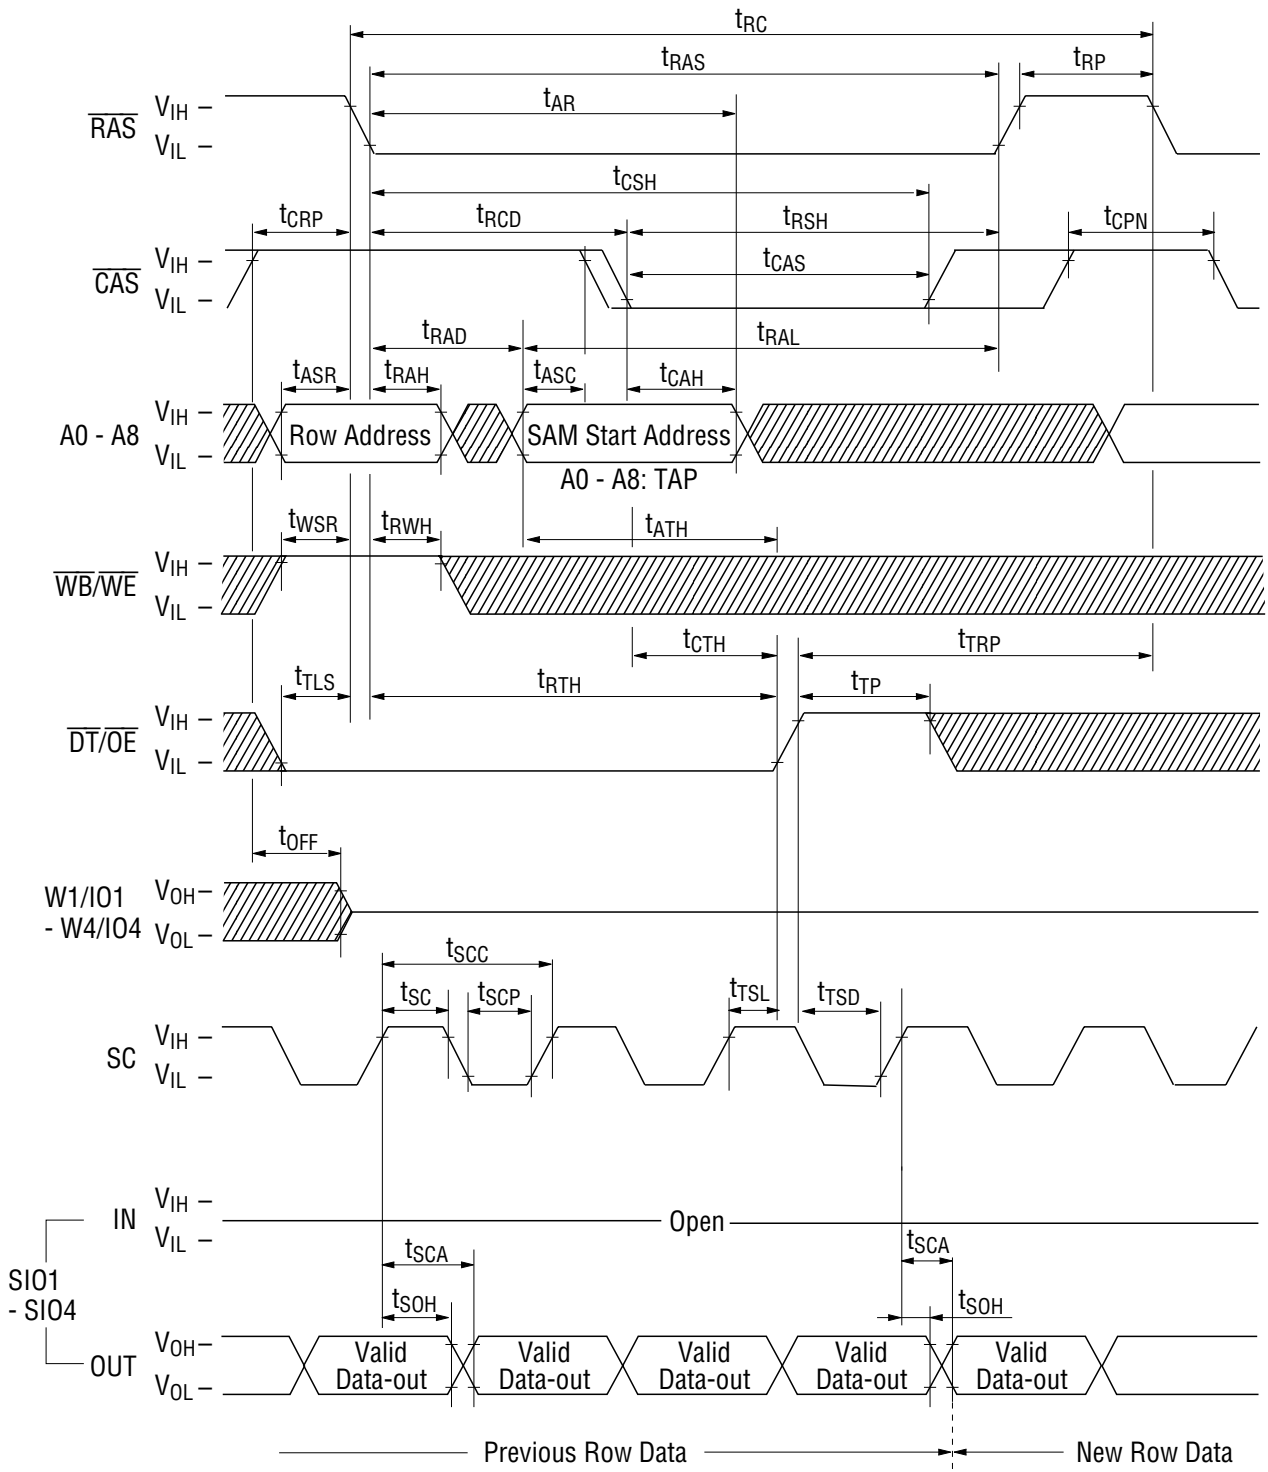 tRC
tRAS
tRP
tAR
RAS
VIH
VIL
tCSH
tCRP
tRCD
tRSH
tCPN
CAS
VIH
VIL
tCAS
tRAD
tRAL
tASR
tRAH
tASC
tCAH
A0 - A8
VIH
VIL
Row Address
SAM Start Address
A0 - A8: TAP
tWSR
tRWH
tATH
WB/WE
VIH
VIL
tCTH
tTRP
tTLS
tRTH
tTP
DT/OE
VIH
VIL
tOFF
W1/IO1
- W4/IO4
VOH
VOL
tSCC
tSC
tSCP
tTSL
tTSD
SC
VIH
VIL
IN
VIH
VIL
Open
tSCA
tSCA
SIO1
- SIO4
tSOH
tSOH
OUT
VOH
VOL
Valid
Data-out
Valid
Data-out
Valid
Data-out
Valid
Data-out
Valid
Data-out
Previous Row Data
New Row Data